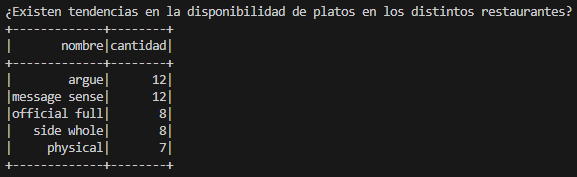 ¿Existen tendencias en la disponibilidad de platos en los distintos restaurantes?
+-------------+--------+
|       nombre|cantidad|
+-------------+--------+
|        argue|      12|
|message sense|      12|
|official full|       8|
|   side whole|       8|
|     physical|       7|
+-------------+--------+